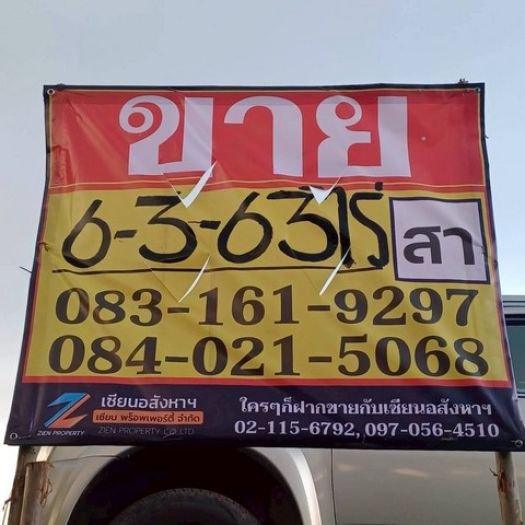 ขาย
6-3-63ไร่
สา
083-161-9297
084-021-5068
เซียนอสังหาฯ
เซียน พร็อพเพอร์ตี้ จำกัด
ZIEN PROPERTY
ZIEN PROPERTY CO.,LTD.
ใครๆก็ฝากขายกับเซียนอสังหาฯ
02-115-6792, 097-056-4510